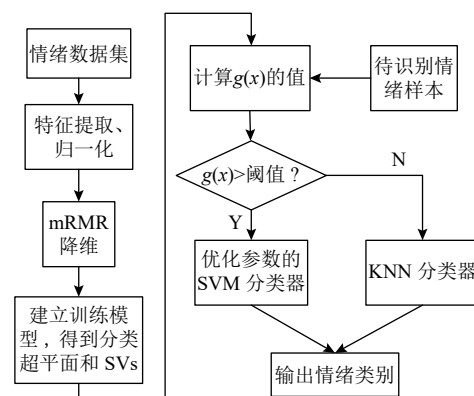 情绪数据集
特征提取、
归一化
mRMR
降维
建立训练模
型，得到分类
超平面和 SVs
计算g(x)的值
待识别情
绪样本
g(x)>阈值？
N
Y
优化参数的
SVM 分类器
KNN 分类器
输出情绪类别